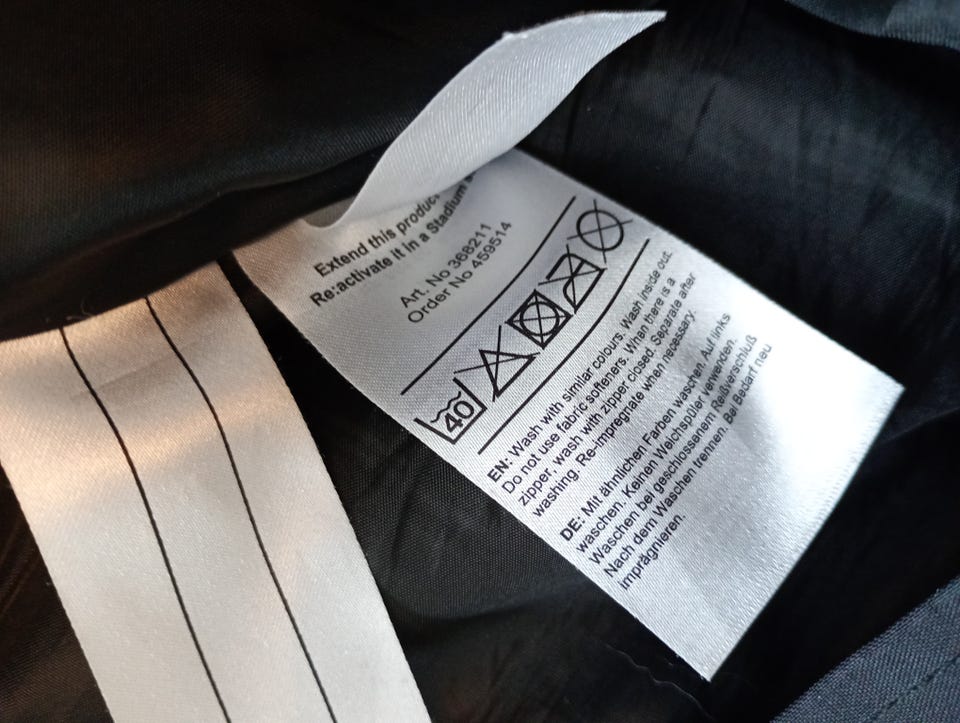 Extend this product
Re:activate it in a Stadium
Art. No 368211
Order No 459514
40
EN: Wash with similar colours. Wash inside out.
Do not use fabric softeners. When there is a
zipper, wash with zipper closed. Separate after
washing. Re-impregnate when necessary.
DE: Mit ähnlichen Farben waschen. Auf links
waschen. Keinen Weichspüler verwenden.
Waschen bei geschlossenem Reißverschluß
Nach dem Waschen trennen. Bei Bedarf neu
imprägnieren.